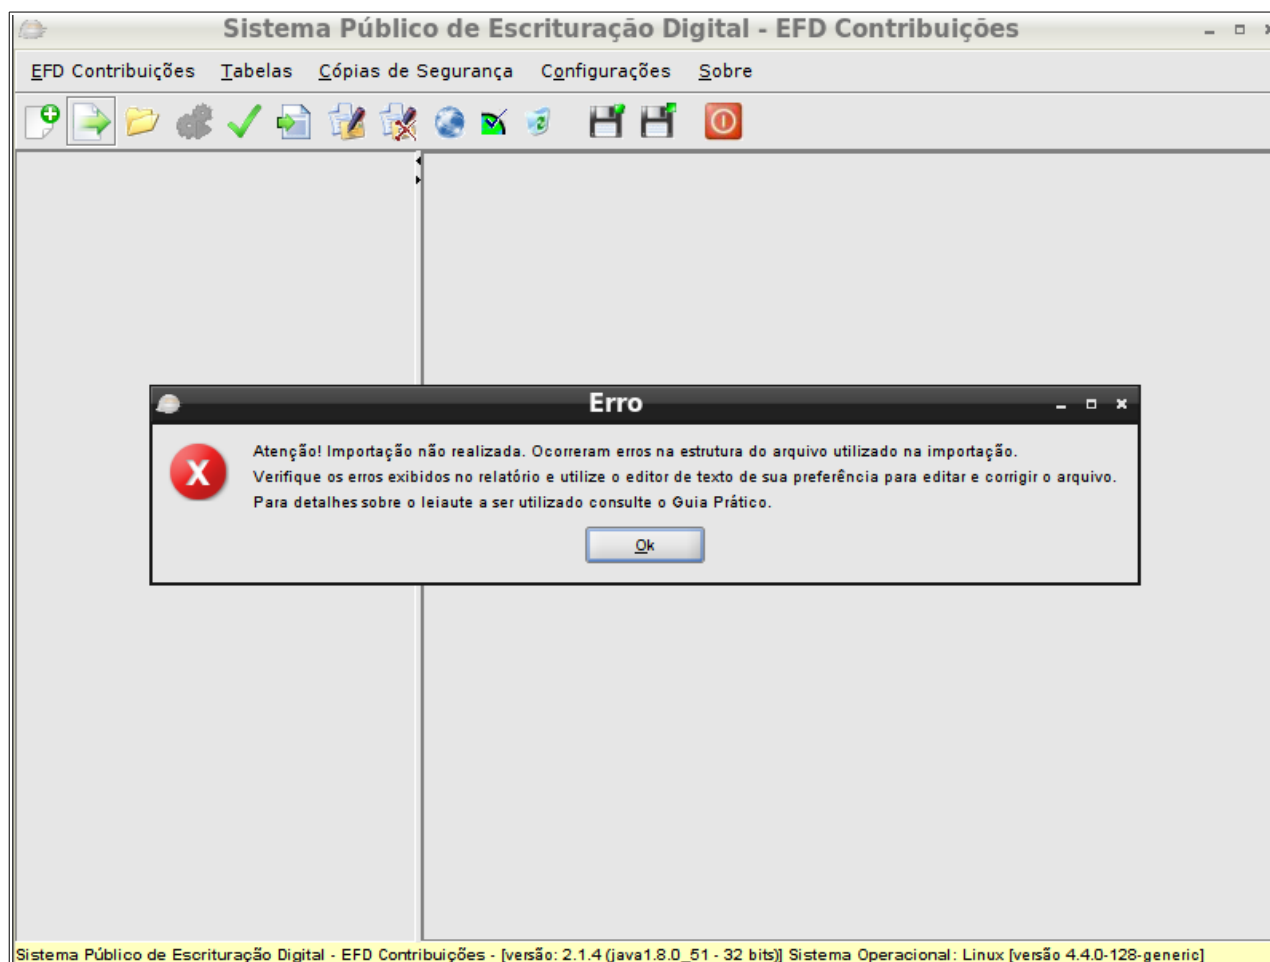 Sistema Público de Escrituração Digital - EFD Contribuições
EFD Contribuições Tabelas Cópias de Segurança Configurações Sobre
Erro
Atenção! Importação não realizada. Ocorreram erros na estrutura do arquivo utilizado na importação.
Verifique os erros exibidos no relatório e utilize o editor de texto de sua preferência para editar e corrigir o arquivo.
Para detalhes sobre o leiaute a ser utilizado consulte o Guia Prático.
Ok
Sistema Público de Escrituração Digital - EFD Contribuições - [versão: 2.1.4 (java1.8.0_51 - 32 bits)] Sistema Operacional: Linux [versão 4.4.0-128-generic]